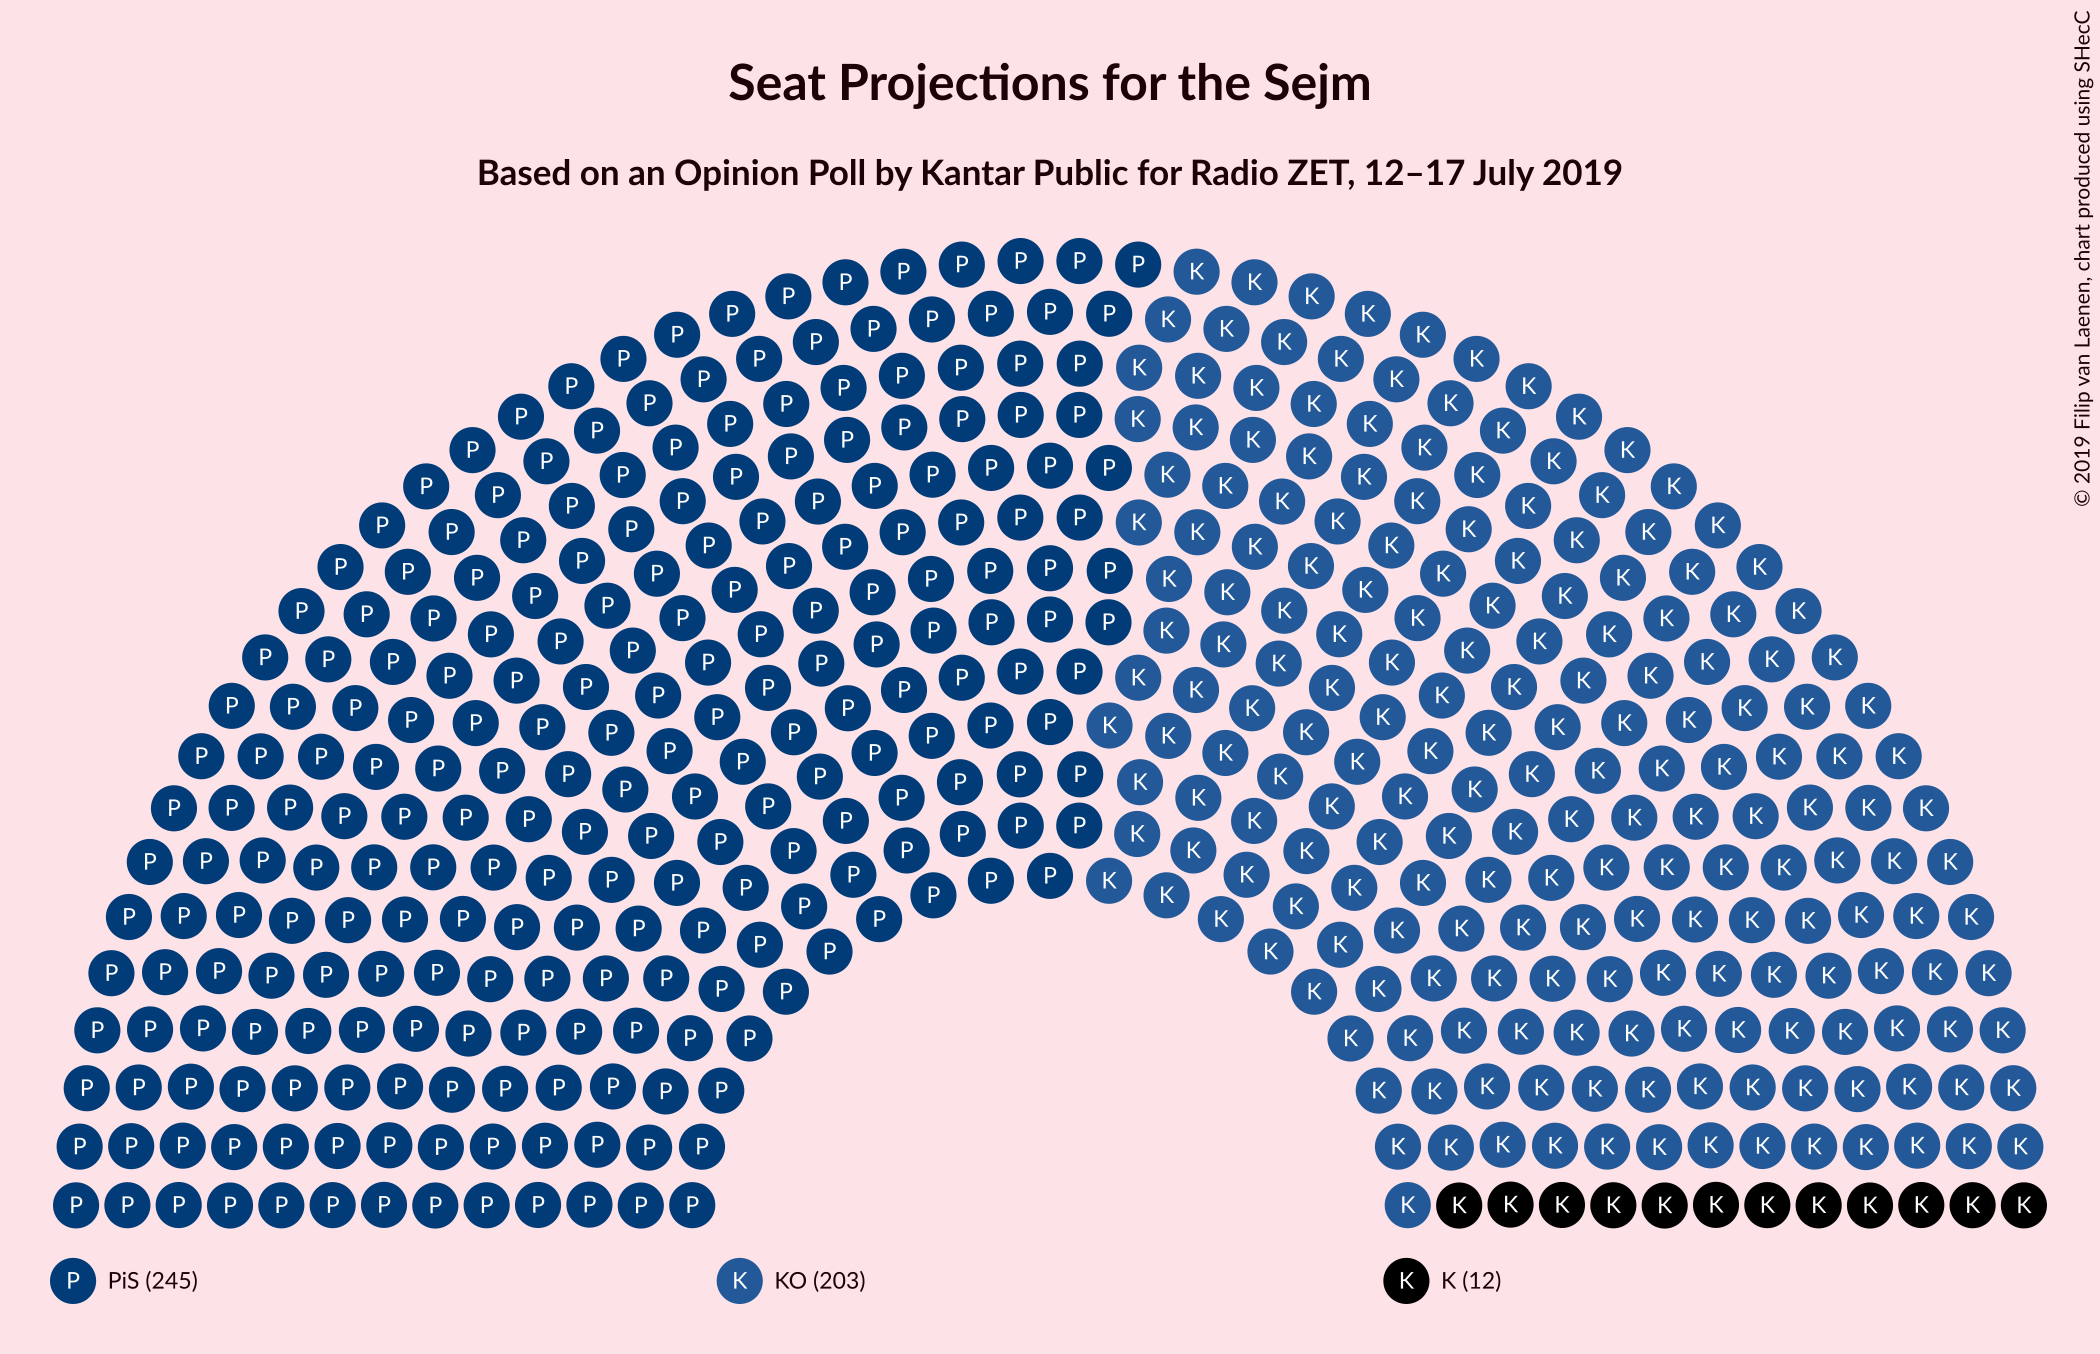 Seat Projections for the Sejm
Based on an Opinion Poll by Kantar Public for Radio ZET, 12–17 July 2019
© 2019 Filip van Laenen, chart produced using SHecC
P PiS (245)
K KO (203)
K K (12)